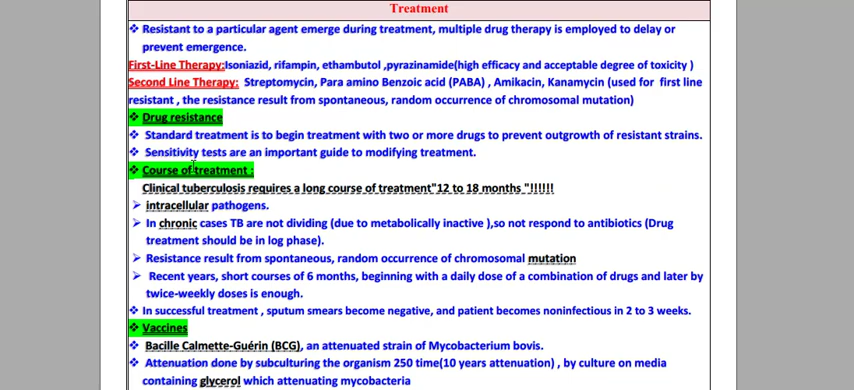 Treatment
❖ Resistant to a particular agent emerge during treatment, multiple drug therapy is employed to delay or
prevent emergence.
First-Line Therapy:Isoniazid, rifampin, ethambutol ,pyrazinamide(high efficacy and acceptable degree of toxicity )
Second Line Therapy: Streptomycin, Para amino Benzoic acid (PABA) , Amikacin, Kanamycin (used for first line
resistant , the resistance result from spontaneous, random occurrence of chromosomal mutation)
❖ Drug resistance
❖ Standard treatment is to begin treatment with two or more drugs to prevent outgrowth of resistant strains.
❖ Sensitivity tests are an important guide to modifying treatment.
❖ Course of treatment :
Clinical tuberculosis requires a long course of treatment"12 to 18 months "!!!!!!
➢ intracellular pathogens.
➢ In chronic cases TB are not dividing (due to metabolically inactive ),so not respond to antibiotics (Drug
treatment should be in log phase).
➢ Resistance result from spontaneous, random occurrence of chromosomal mutation
➢ Recent years, short courses of 6 months, beginning with a daily dose of a combination of drugs and later by
twice-weekly doses is enough.
❖ In successful treatment , sputum smears become negative, and patient becomes noninfectious in 2 to 3 weeks.
❖ Vaccines
❖ Bacille Calmette-Guérin (BCG), an attenuated strain of Mycobacterium bovis.
❖ Attenuation done by subculturing the organism 250 time(10 years attenuation) , by culture on media
containing glycerol which attenuating mycobacteria